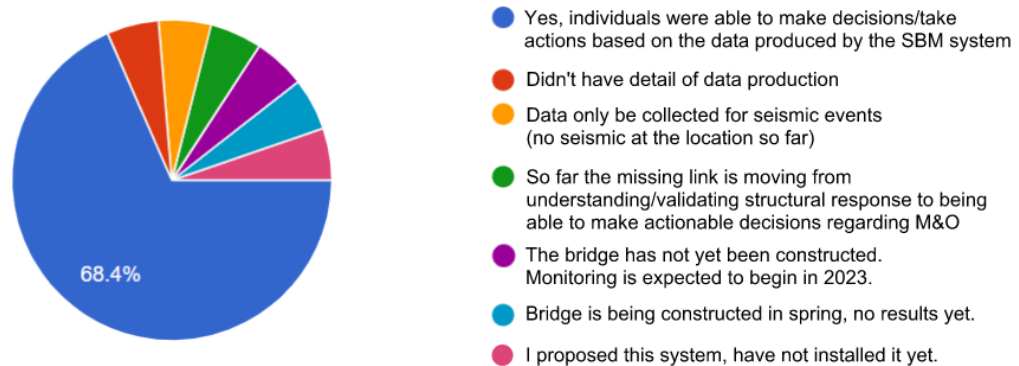 68.4%
Yes, individuals were able to make decisions/take
actions based on the data produced by the SBM system
Didn't have detail of data production
Data only be collected for seismic events
(no seismic at the location so far)
So far the missing link is moving from
understanding/validating structural response to being
able to make actionable decisions regarding M&O
The bridge has not yet been constructed.
Monitoring is expected to begin in 2023.
Bridge is being constructed in spring, no results yet.
I proposed this system, have not installed it yet.